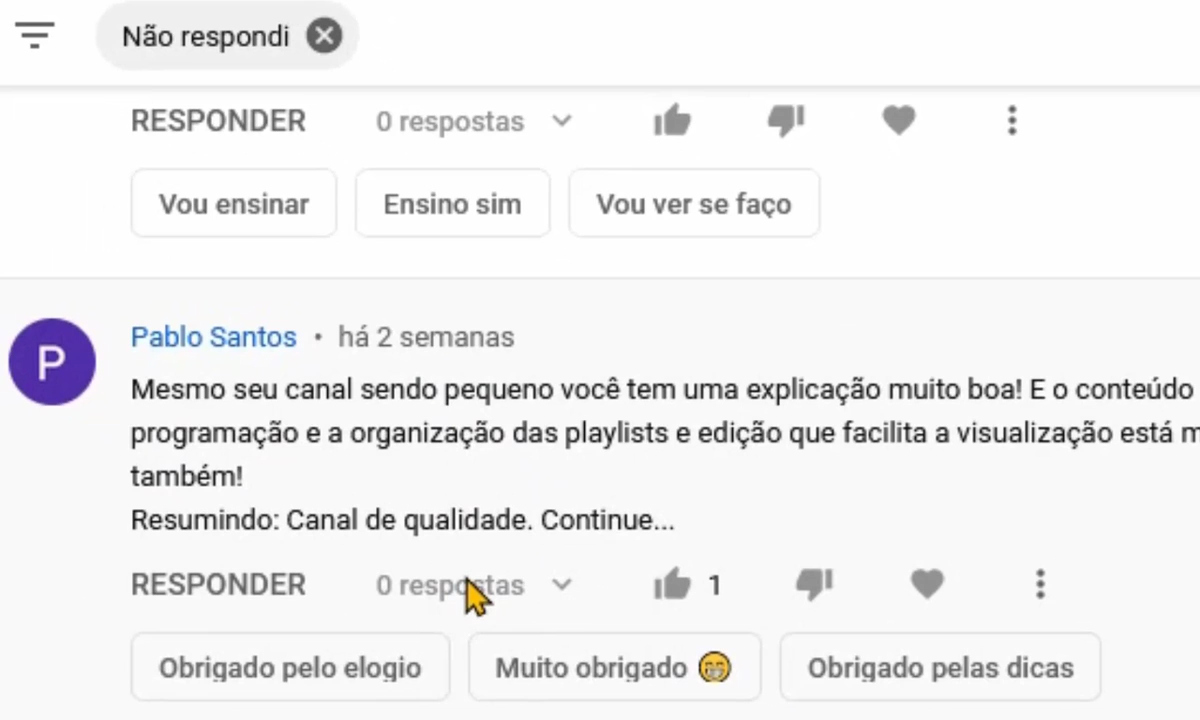 Não respondi
RESPONDER 0 respostas
Vou ensinar Ensino sim Vou ver se faço
P
Pablo Santos • há 2 semanas
Mesmo seu canal sendo pequeno você tem uma explicação muito boa! E o conteúdo
programação e a organização das playlists e edição que facilita a visualização está
também!
Resumindo: Canal de qualidade. Continue...
RESPONDER 0 respostas 1
Obrigado pelo elogio Muito obrigado 😁 Obrigado pelas dicas